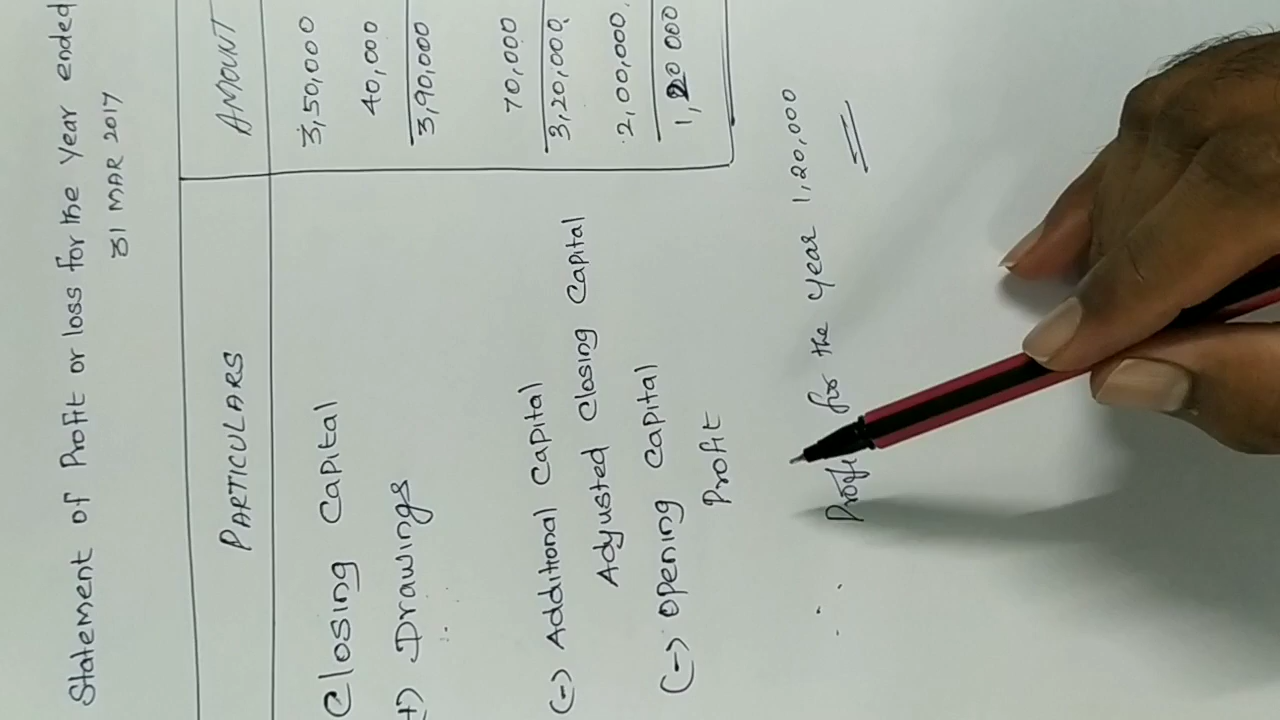 Statement of Profit or loss for the Year ended
31 MAR 2017
PARTICULARS AMOUNT
Closing Capital 3,50,000
(+) Drawings 40,000
3,90,000
(-) Additional Capital 70,000
Adjusted Closing Capital 3,20,000
(-) Opening Capital 2,00,000
Profit 1,20 000
∴ for the year 1,20,000